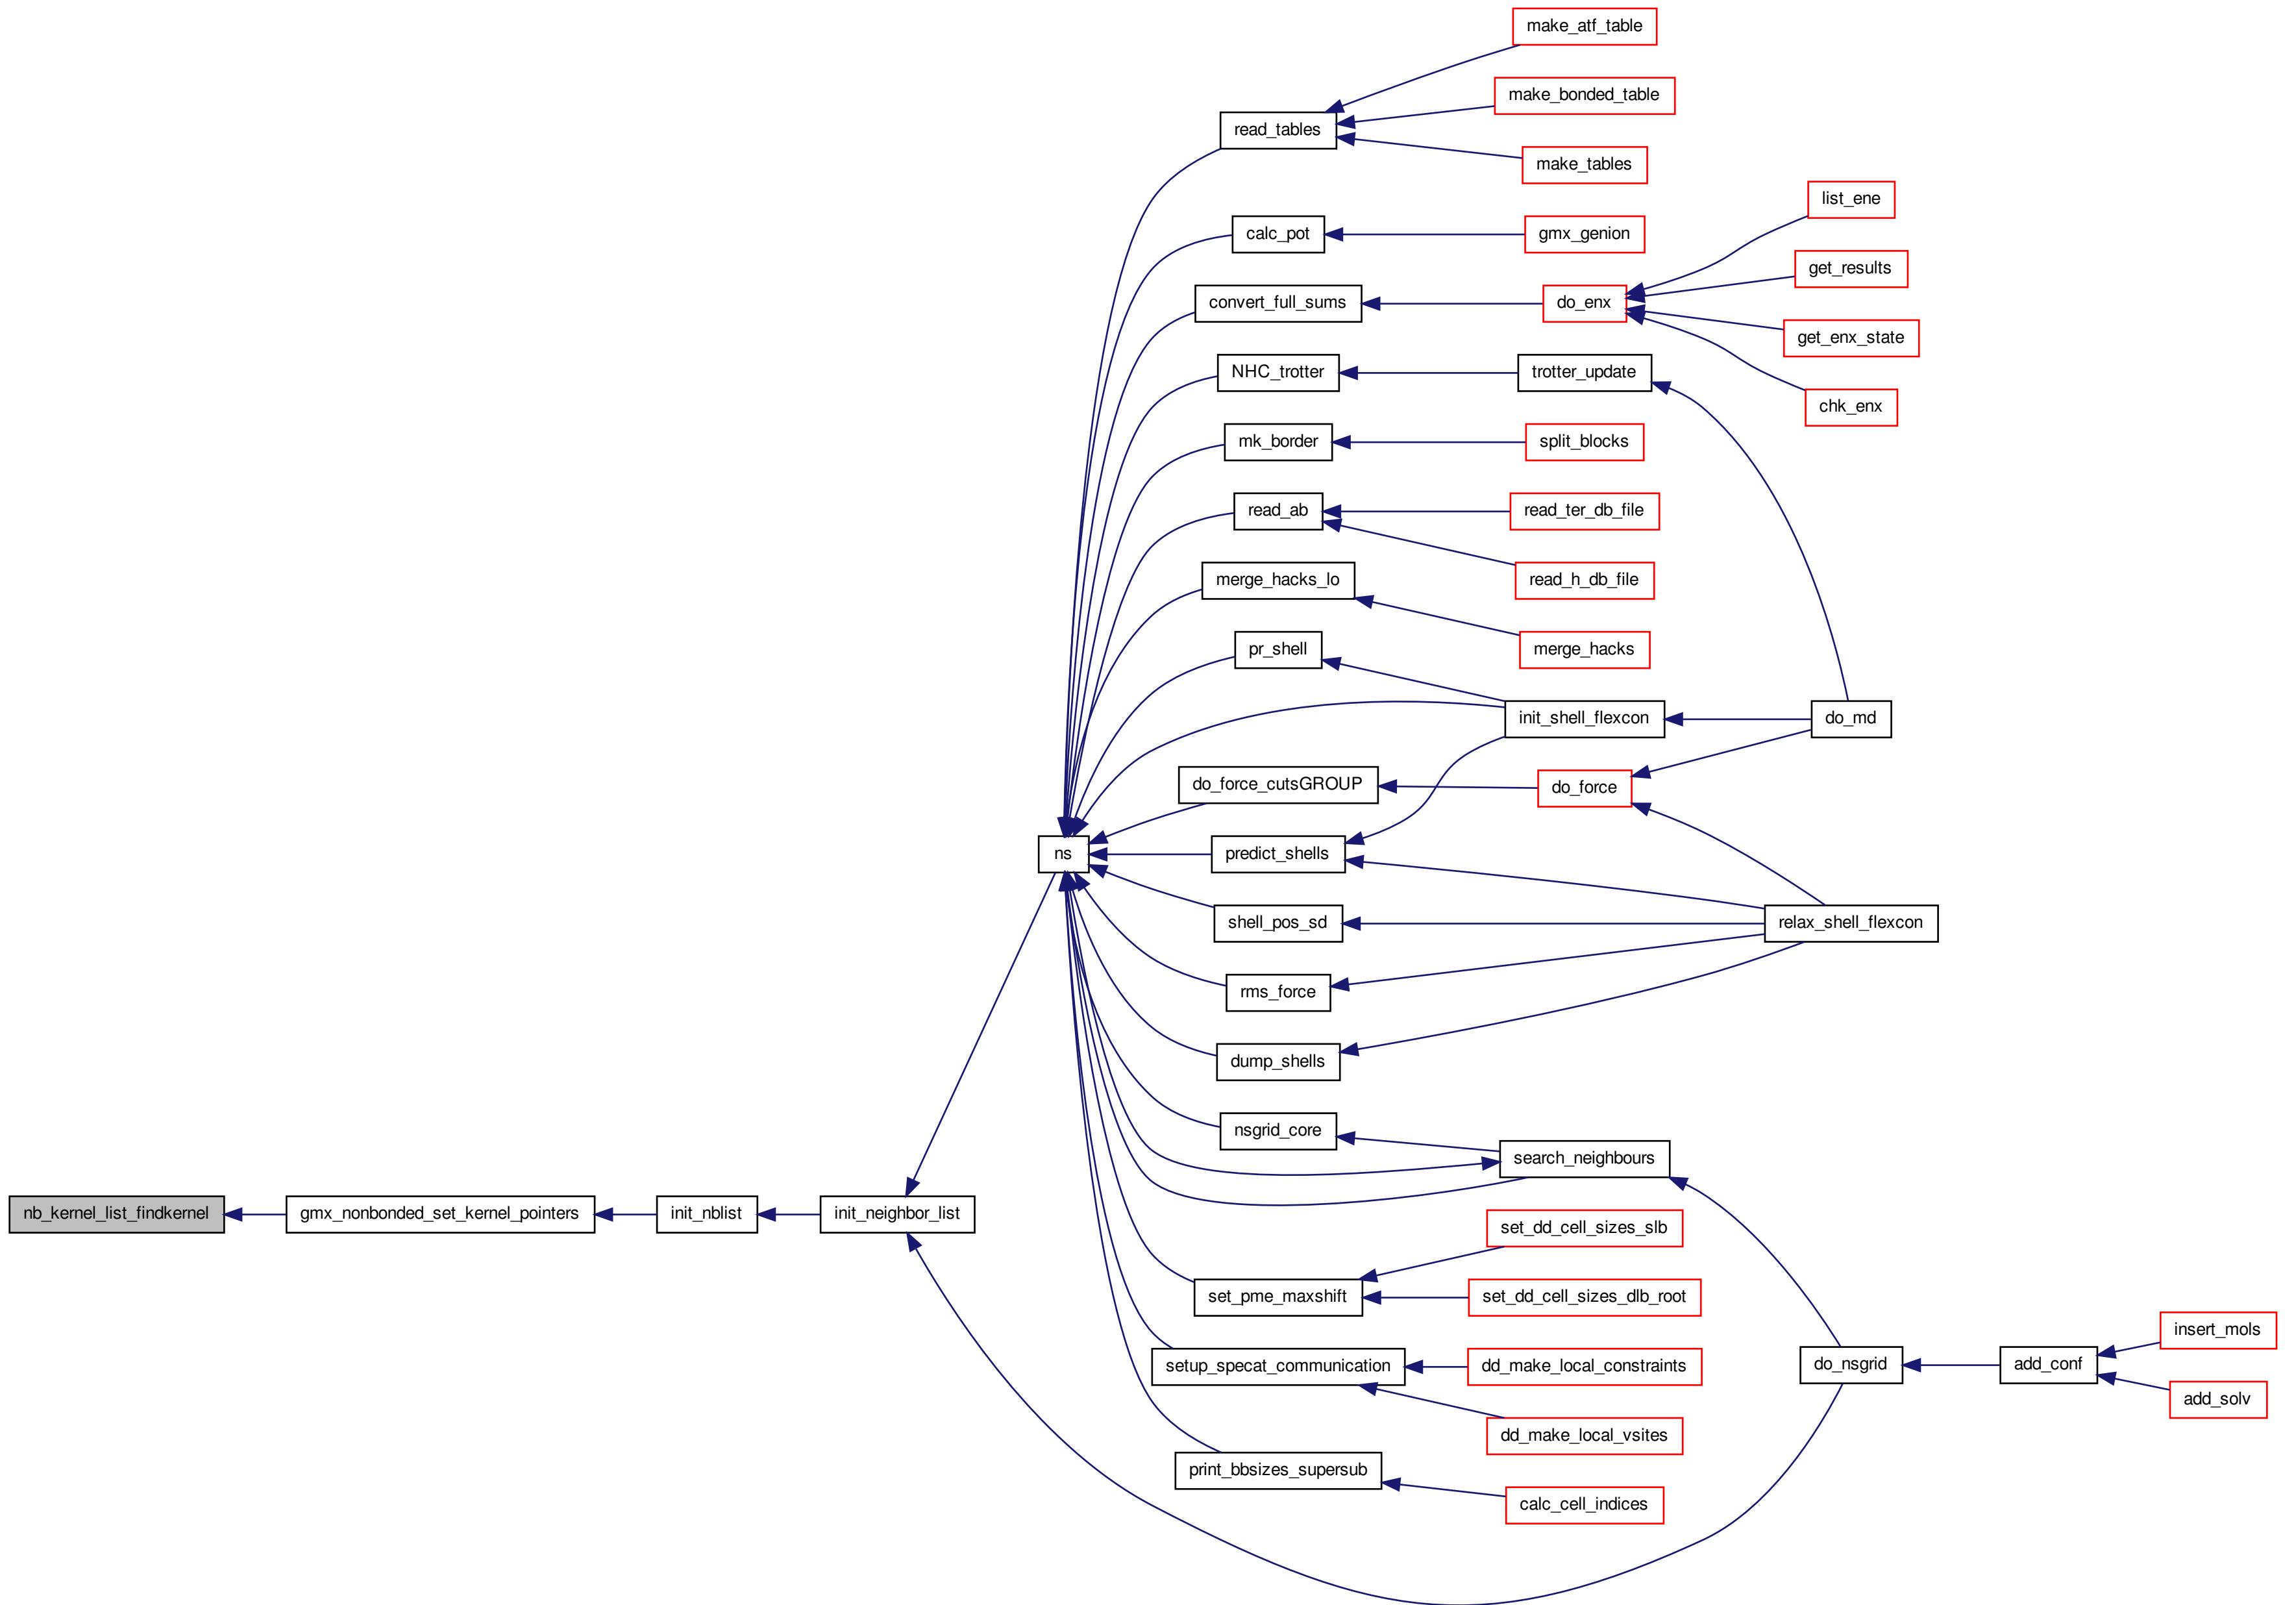 make_atf_table
make_bonded_table
read_tables
make_tables
list_ene
calc_pot
gmx_genion
get_results
convert_full_sums
do_enx
get_enx_state
NHC_trotter
trotter_update
chk_enx
mk_border
split_blocks
read_ab
read_ter_db_file
merge_hacks_lo
read_h_db_file
pr_shell
merge_hacks
init_shell_flexcon
do_md
do_force_cutsGROUP
do_force
ns
predict_shells
shell_pos_sd
relax_shell_flexcon
rms_force
dump_shells
nsgrid_core
search_neighbours
nb_kernel_list_findkernel
gmx_nonbonded_set_kernel_pointers
init_nblist
init_neighbor_list
set_dd_cell_sizes_slb
set_pme_maxshift
set_dd_cell_sizes_dlb_root
insert_mols
setup_specat_communication
dd_make_local_constraints
do_nsgrid
add_conf
add_solv
dd_make_local_vsites
print_bbsizes_supersub
calc_cell_indices